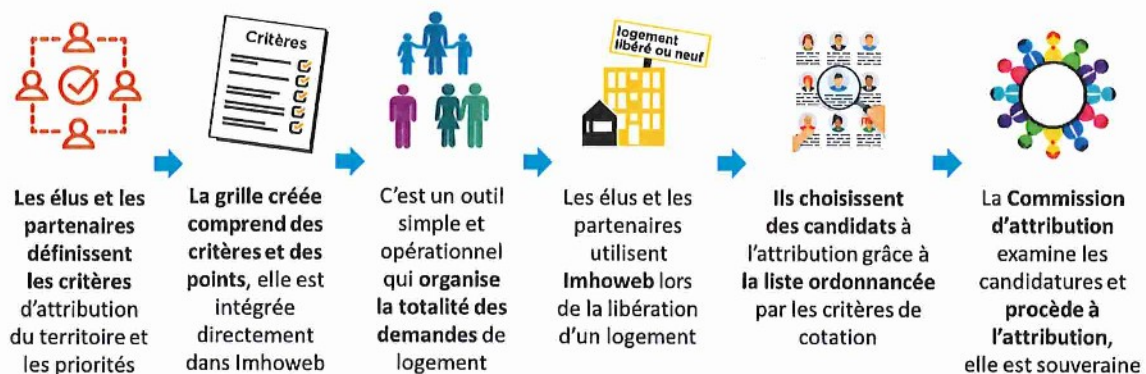 Critères
logement
libéré ou neuf
Les élus et les
partenaires
définissent
les critères
d'attribution
du territoire et
les priorités
La grille créée
comprend des
critères et des
points, elle est
intégrée
directement
dans Imhoweb
C'est un outil
simple et
opérationnel
qui organise
la totalité des
demandes de
logement
Les élus et les
partenaires
utilisent
Imhoweb lors
de la libération
d'un logement
Ils choisissent
des candidats à
l'attribution grâce à
la liste ordonnancée
par les critères de
cotation
La Commission
d'attribution
examine les
candidatures et
procède à
l'attribution,
elle est souveraine